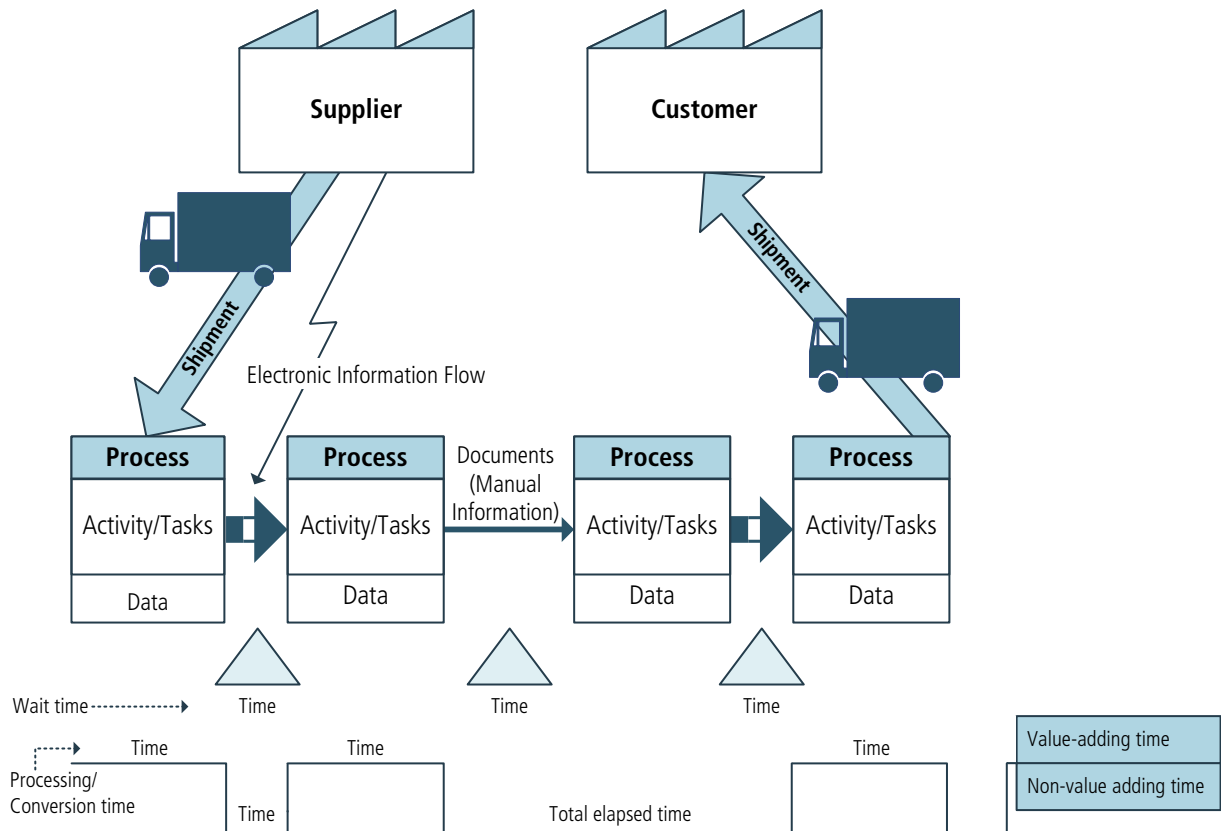 Supplier
Customer
Shipment
Shipment
Electronic Information Flow
Process
Process
Documents
(Manual
Information)
Process
Process
Activity/Tasks
Activity/Tasks
Activity/Tasks
Activity/Tasks
Data
Data
Data
Data
Wait time
Time
Time
Time
Time
Time
Time
Value-adding time
Processing/
Conversion time
Time
Total elapsed time
Non-value adding time